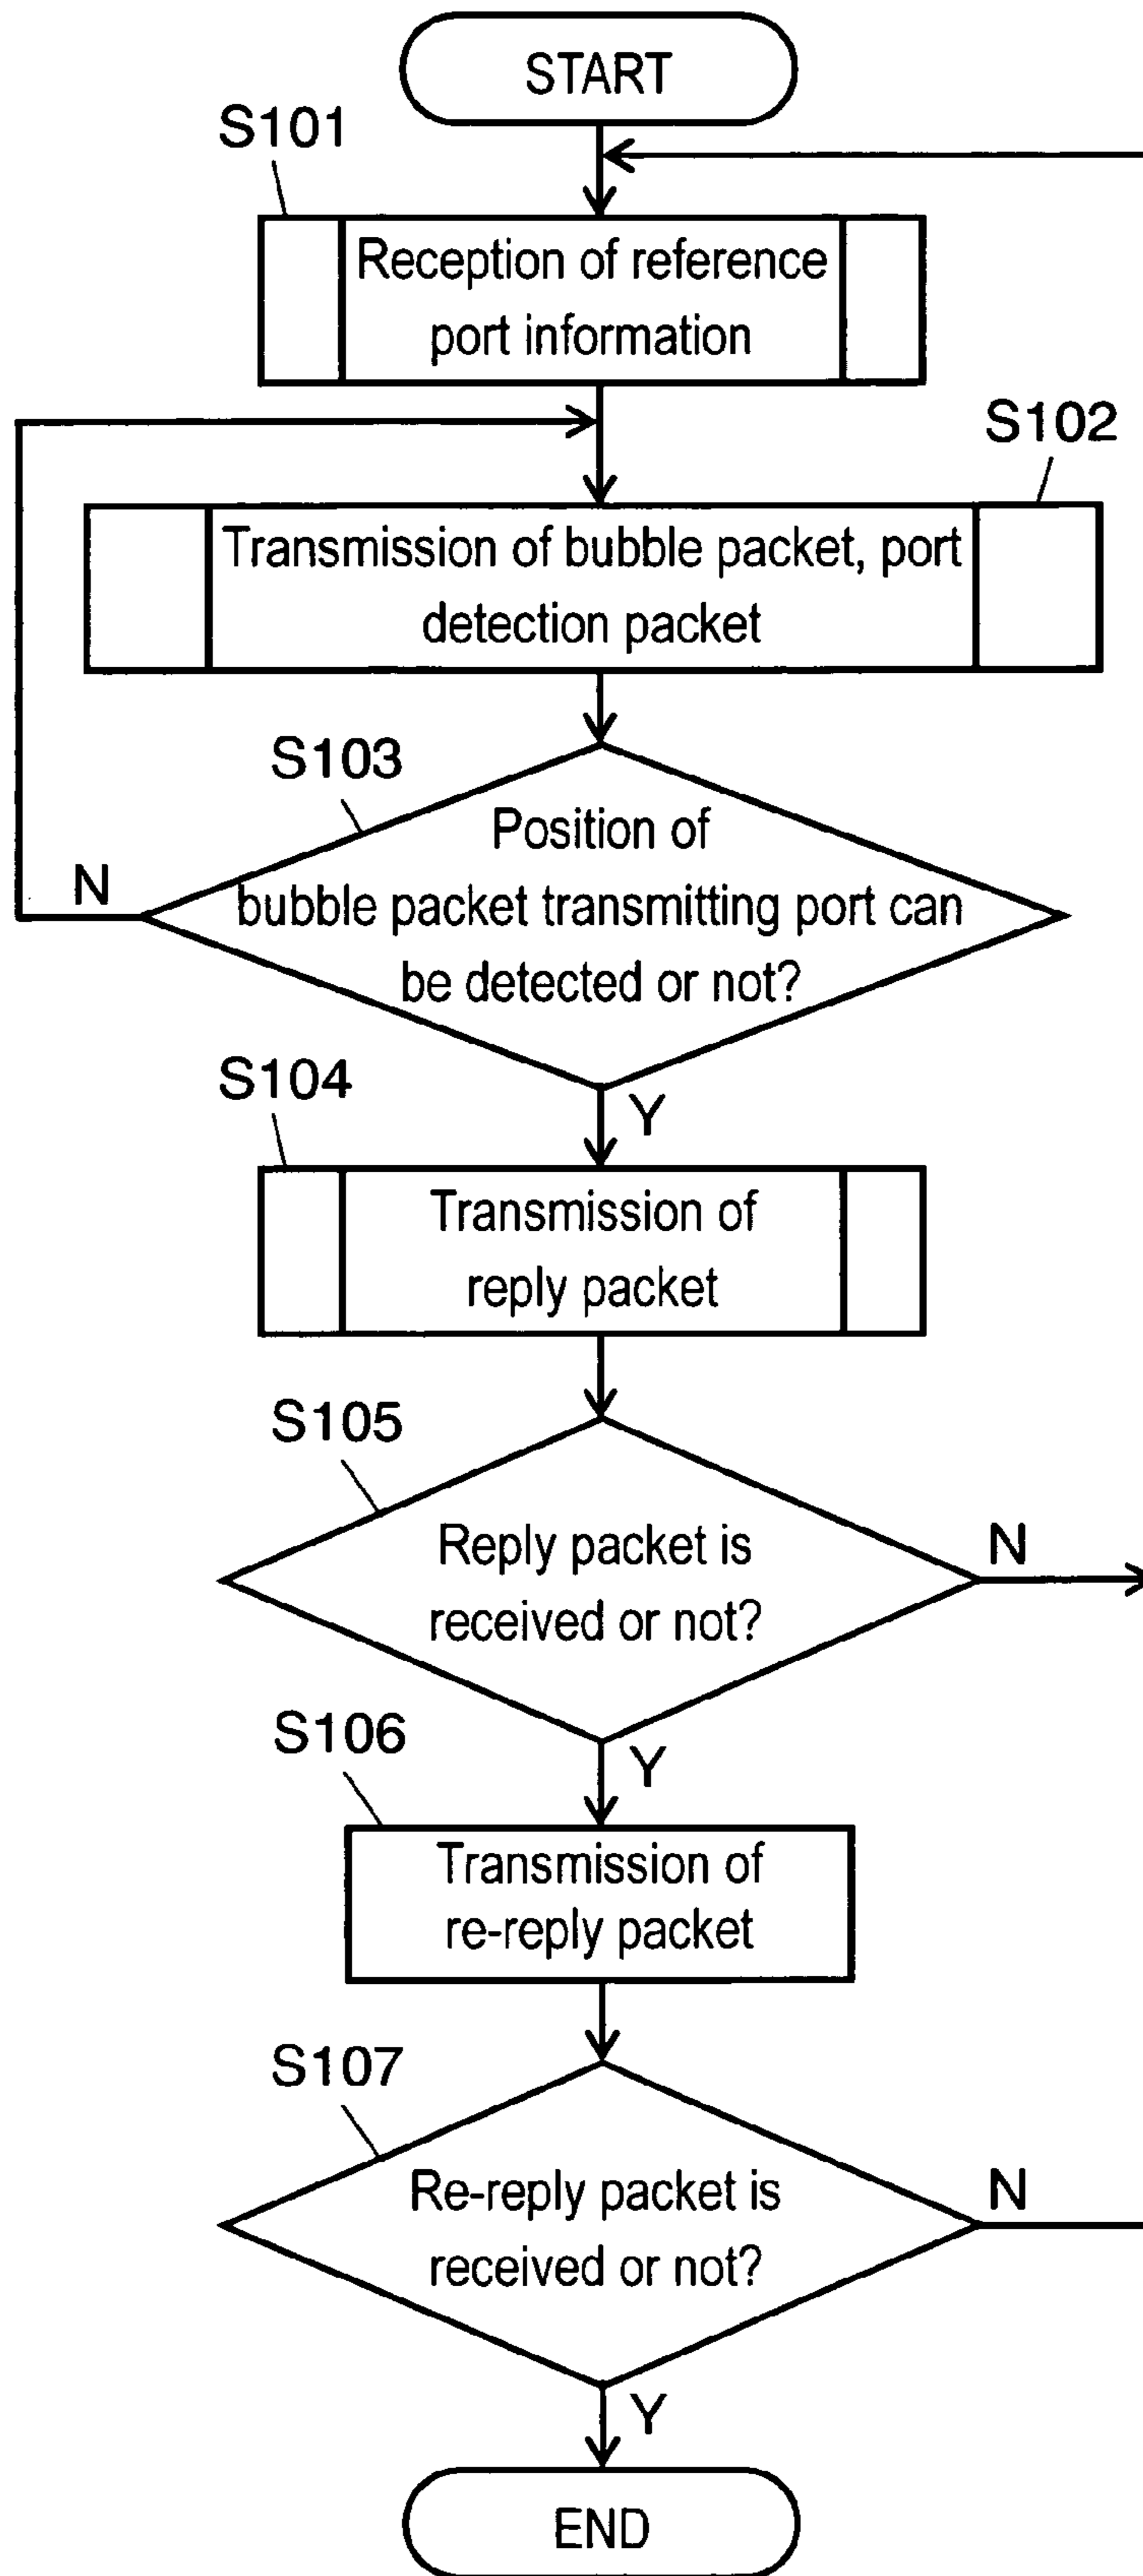 START
S101
Reception of reference
port information
S102
Transmission of bubble packet, port
detection packet
S103
Position of
bubble packet transmitting port can
be detected or not?
N
Y
S104
Transmission of
reply packet
S105
Reply packet is
received or not?
N
Y
S106
Transmission of
re-reply packet
S107
Re-reply packet is
received or not?
N
Y
END